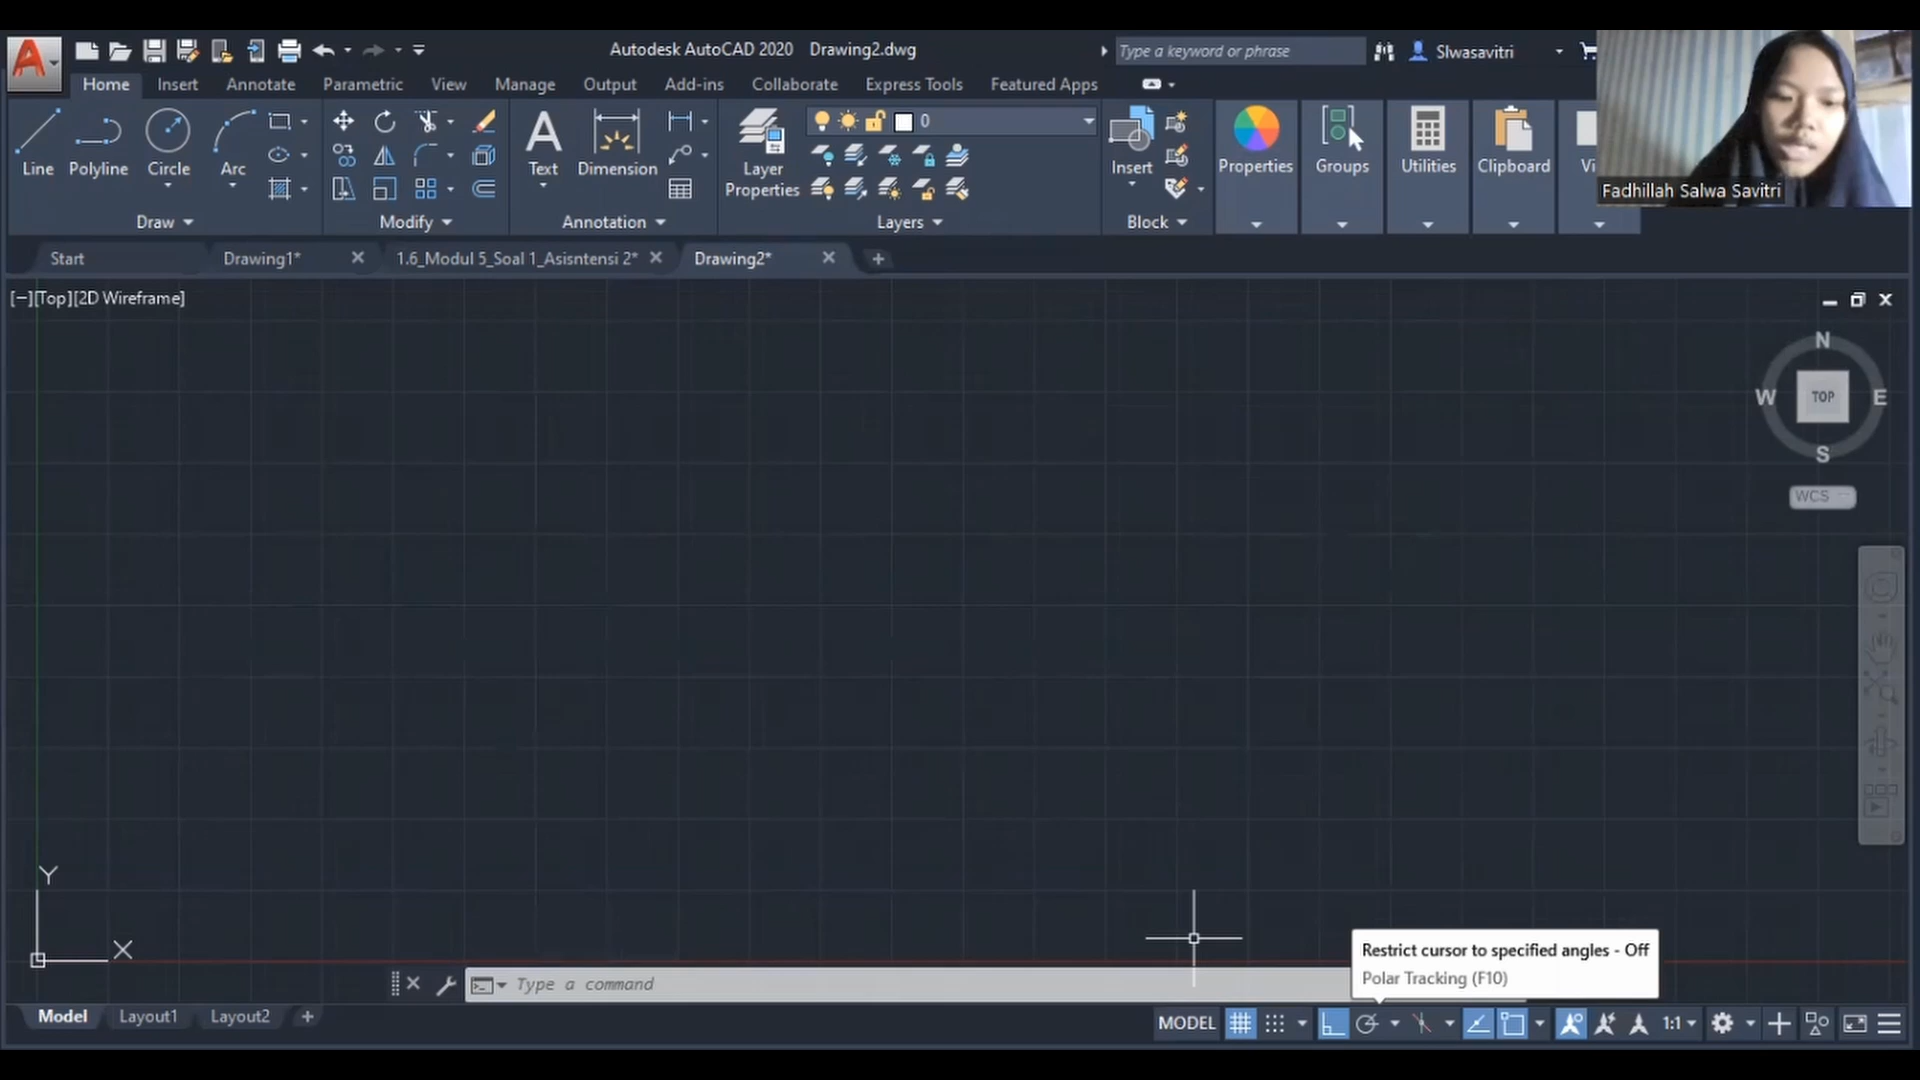 Autodesk AutoCAD 2020 Drawing2.dwg
Type a keyword or phrase
Slwasavitri
Home Insert Annotate Parametric View Manage Output Add-ins Collaborate Express Tools Featured Apps
Line Polyline Circle Arc
Text Dimension
Layer Properties
0
Insert
Properties
Groups
Utilities
Clipboard
Fadhillah Salwa Savitri
Draw Modify Annotation Layers Block
Start Drawing1* 1.6_Modul 5_Soal 1_Asisntensi 2* Drawing2*
[−][Top][2D Wireframe]
N
W TOP E
S
WCS
Y
X
Restrict cursor to specified angles - Off
Polar Tracking (F10)
Type a command
Model Layout1 Layout2
MODEL 1:1